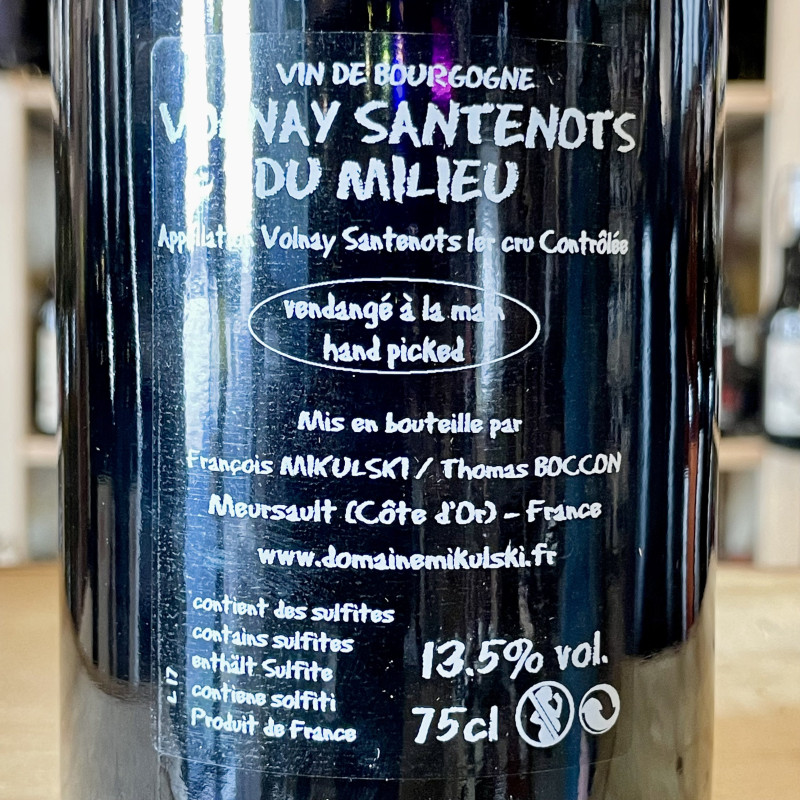 VIN DE BOURGOGNE
VOLNAY SANTENOTS
DU MILIEU
Appellation Volnay Santenots 1er cru Contrôlée
vendangé à la main
hand picked
Mis en bouteille par
François MIKULSKI / Thomas BOCCON
Meursault (Côte d'Or) - France
www.domainemikulski.fr
contient des sulfites
contains sulfites
enthält Sulfite
contiene solfiti
Produit de France
13.5% vol.
75cl
L 17